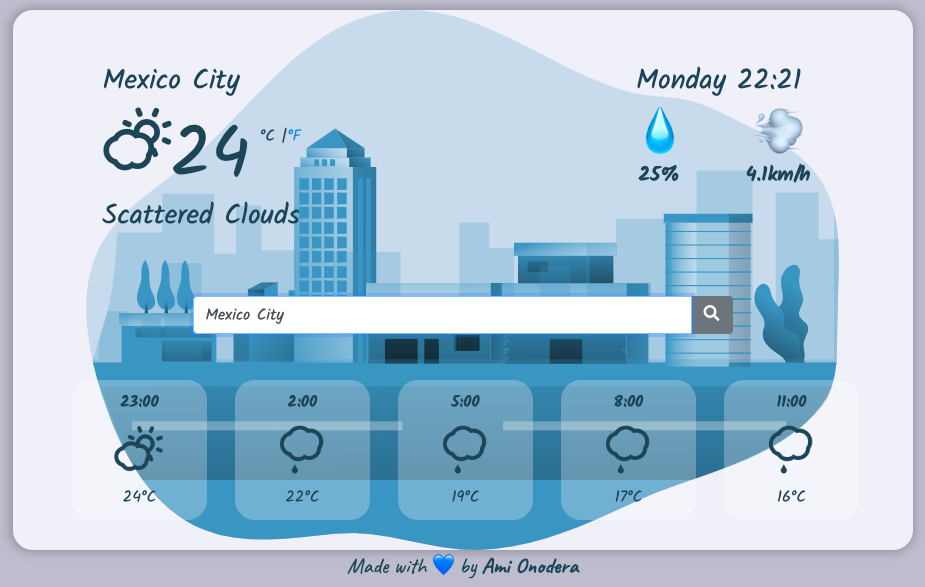 Mexico City
Monday 22:21
24 °C |°F
25% 4.1km/h
Scattered Clouds
Mexico City
23:00 2:00 5:00 8:00 11:00
24°C 22°C 19°C 17°C 16°C
Made with 💙 by Ami Onodera